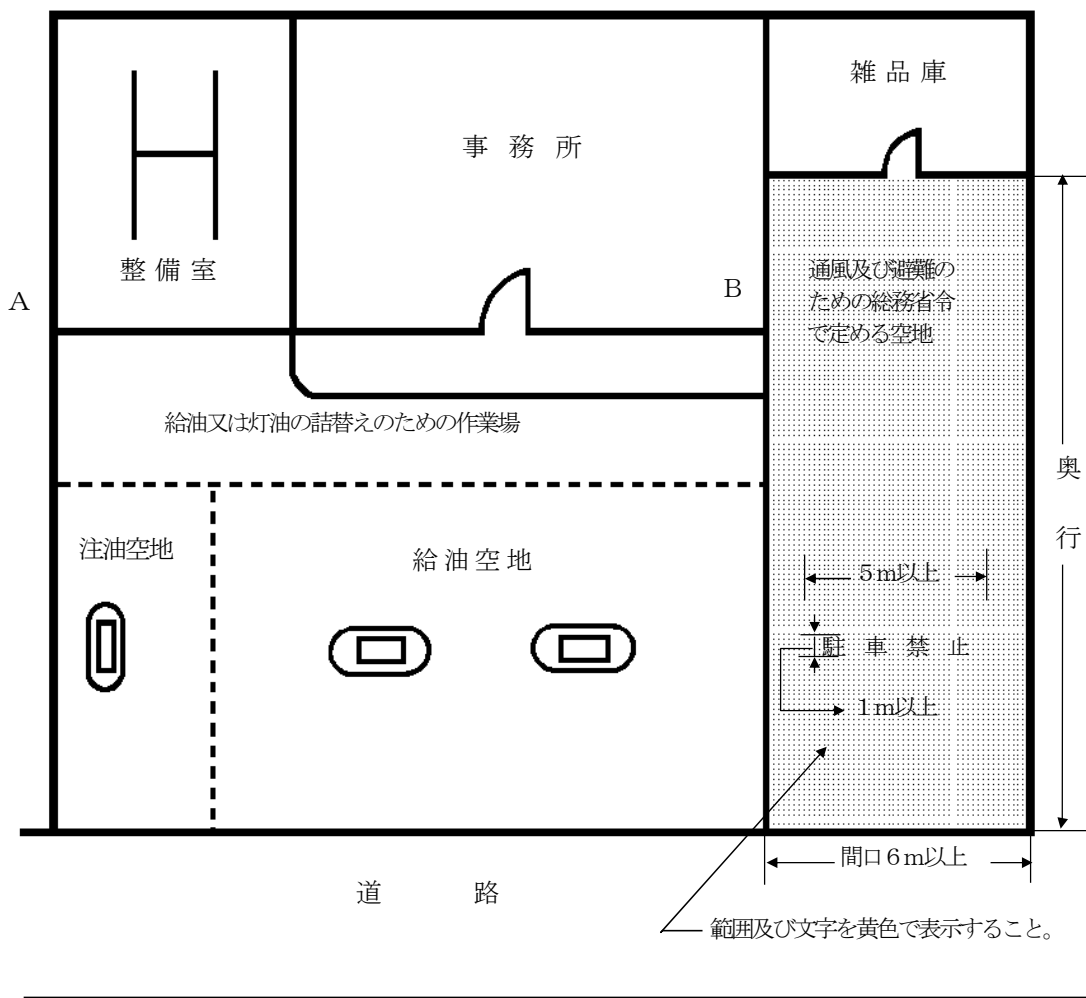 雑品庫
事務所
整備室
A
B
通風及び避難の
ための総務省令
で定める空地
給油又は灯油の詰替えのための作業場
奥
行
注油空地
給油空地
5m以上
駐車禁止
1m以上
間口6m以上
道路
範囲及び文字を黄色で表示すること。